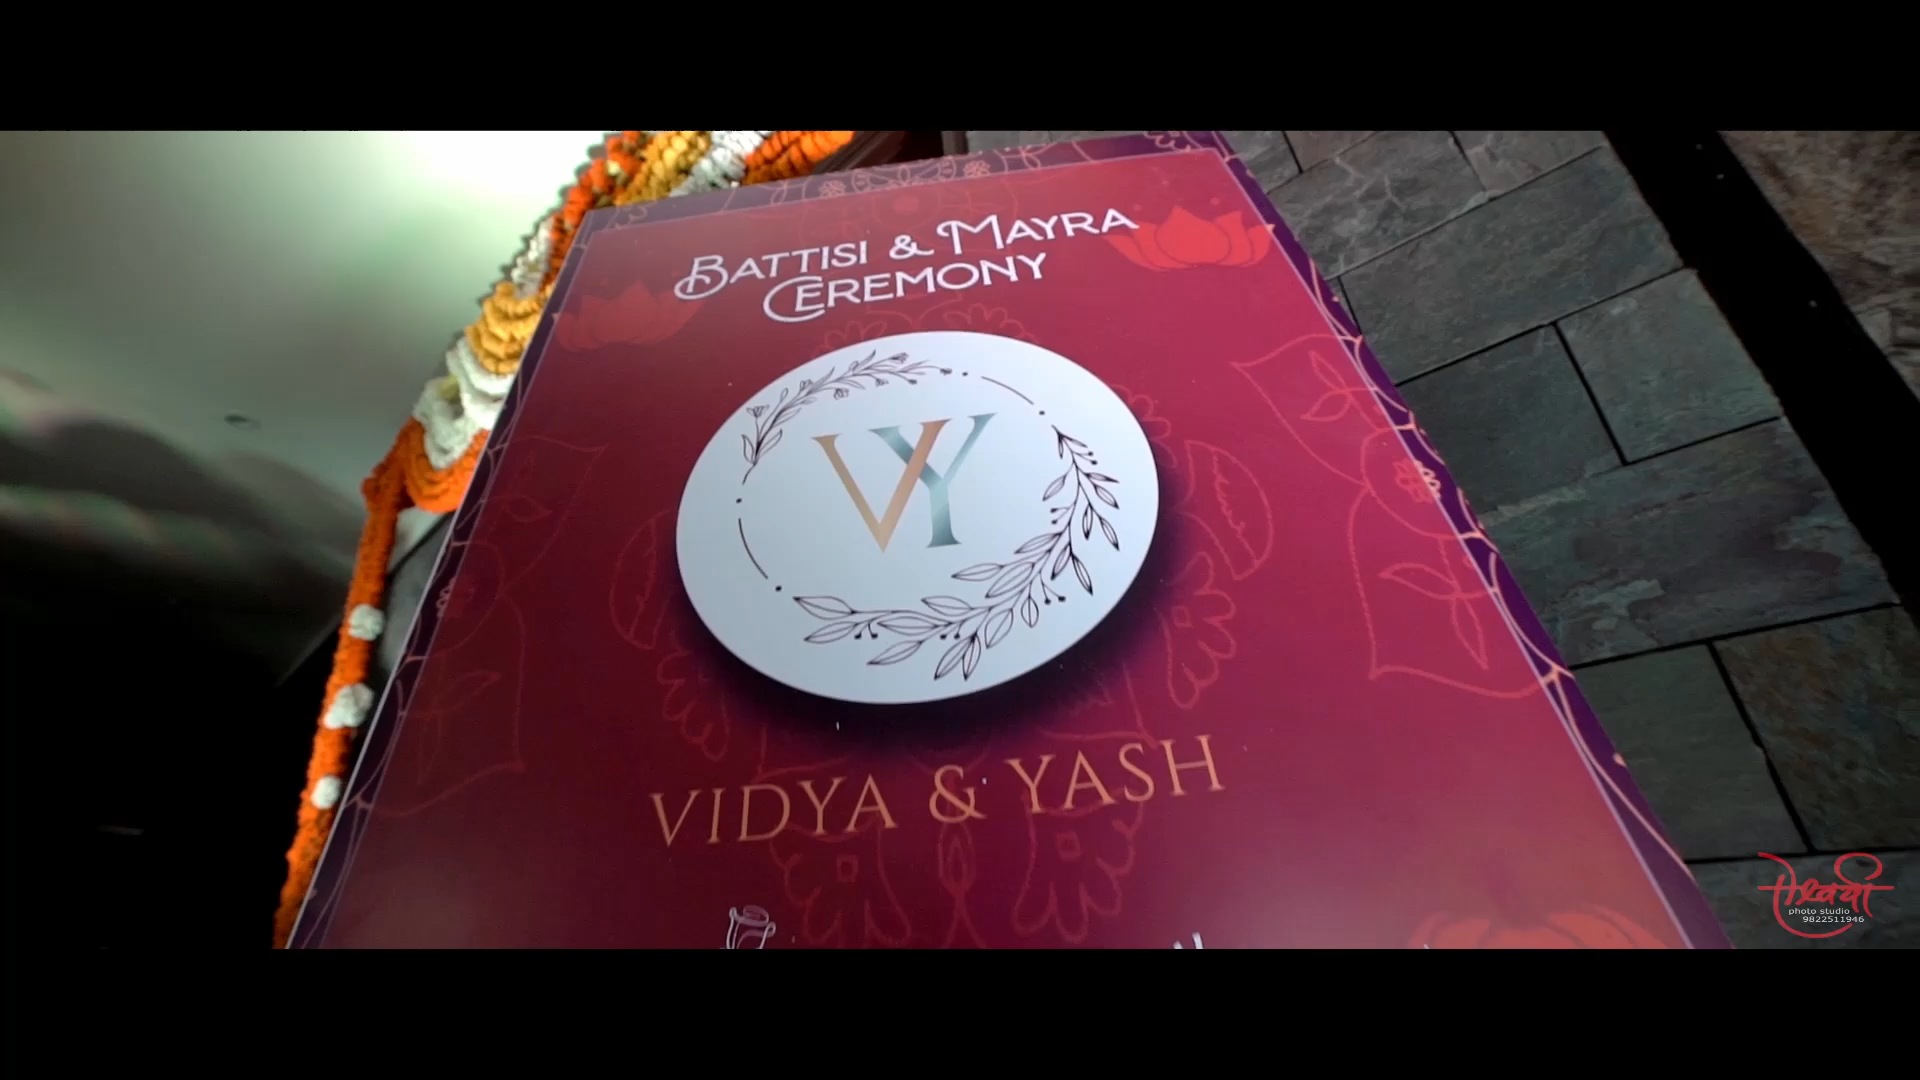 BATTISI & MAYRA
CEREMONY
VY
VIDYA & YASH
photo studio
9822511946